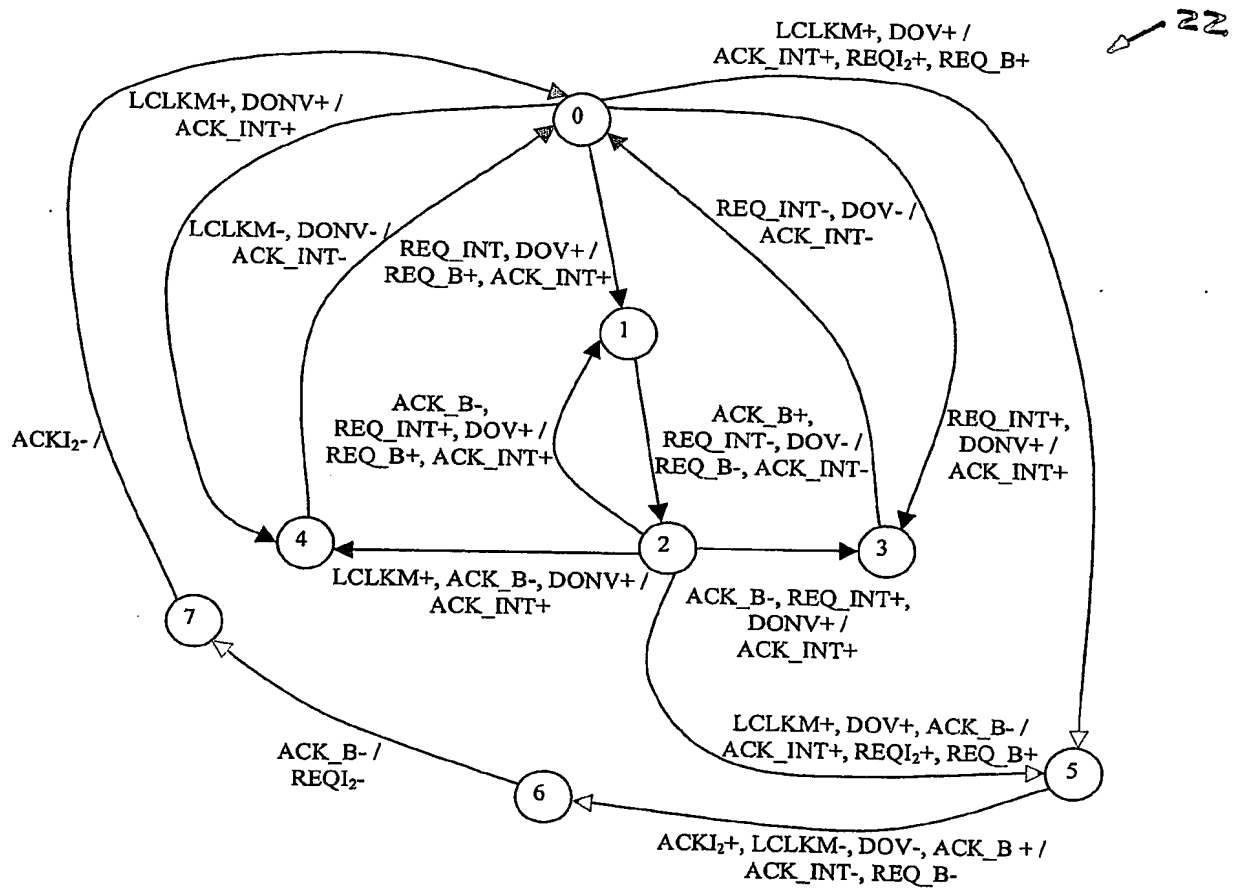 22
LCLKM+, DOV+ /
ACK_INT+, REQI₂+, REQ_B+
LCLKM+, DONV+ /
ACK_INT+
0
LCLKM-, DONV- /
ACK_INT-
REQ_INT, DOV+ /
REQ_B+, ACK_INT+
REQ_INT-, DOV- /
ACK_INT-
1
ACKI₂- /
ACK_B-,
REQ_INT+, DOV+ /
REQ_B+, ACK_INT+
ACK_B+,
REQ_INT-, DOV- /
REQ_B-, ACK_INT-
REQ_INT+,
DONV+ /
ACK_INT+
4
2
3
LCLKM+, ACK_B-, DONV+ /
ACK_INT+
ACK_B-, REQ_INT+,
DONV+ /
ACK_INT+
7
LCLKM+, DOV+, ACK_B- /
ACK_INT+, REQI₂+, REQ_B+
ACK_B- /
REQI₂-
6
5
ACKI₂+, LCLKM-, DOV-, ACK_B + /
ACK_INT-, REQ_B-